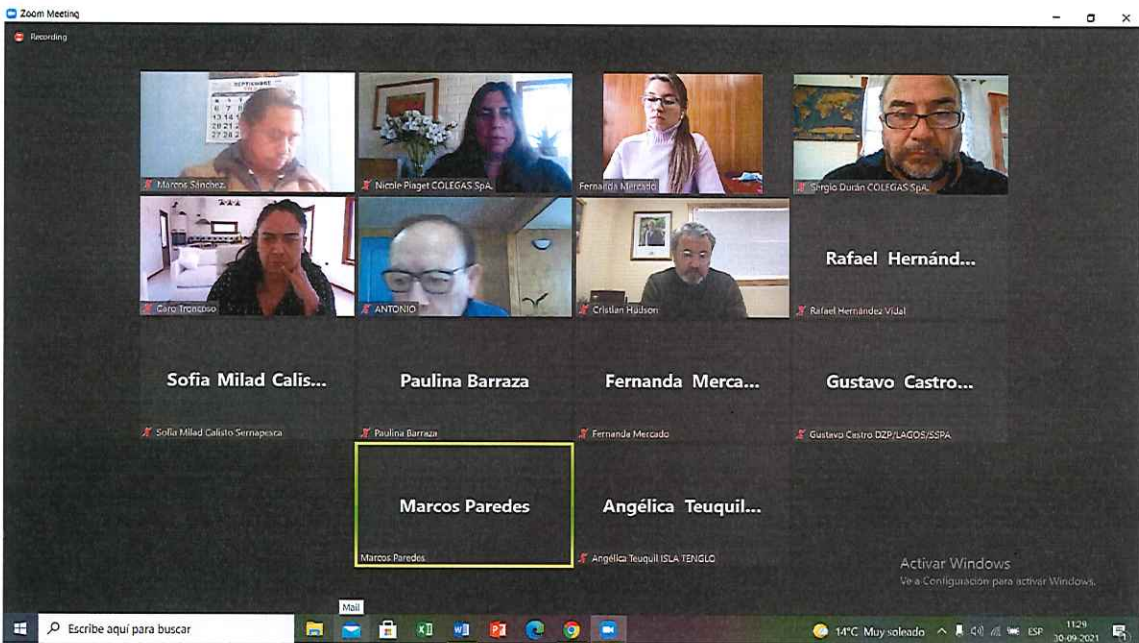 Zoom Meeting
Recording
SEPTIEMBRE
Marcos Sánchez.
Nicole Piaget COLEGAS SpA.
Fernanda Mercado
Sergio Durán COLEGAS SpA.
Caro Troncoso
ANTONIO
Cristian Hudson
Rafael Hernánd...
Rafael Hernández Vidal
Sofia Milad Calis...
Sofia Milad Calisto Sernapesca
Paulina Barraza
Paulina Barraza
Fernanda Merca...
Fernanda Mercado
Gustavo Castro...
Gustavo Castro DZP/LAGOS/SSPA
Marcos Paredes
Marcos Paredes
Angélica Teuquil...
Angélica Teuquil ISLA TENGLO
Activar Windows
Ve a Configuración para activar Windows.
Mail
Escribe aquí para buscar
14°C Muy soleado
ESP
11:29
30-09-2021